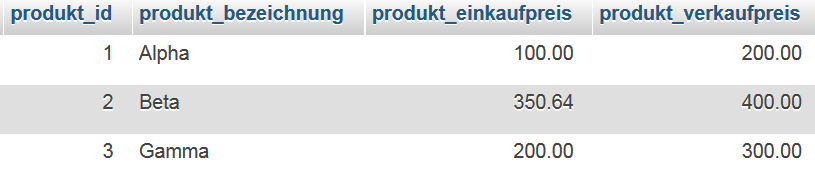 produkt_id produkt_bezeichnung produkt_einkaufpreis produkt_verkaufpreis
1 Alpha 100.00 200.00
2 Beta 350.64 400.00
3 Gamma 200.00 300.00